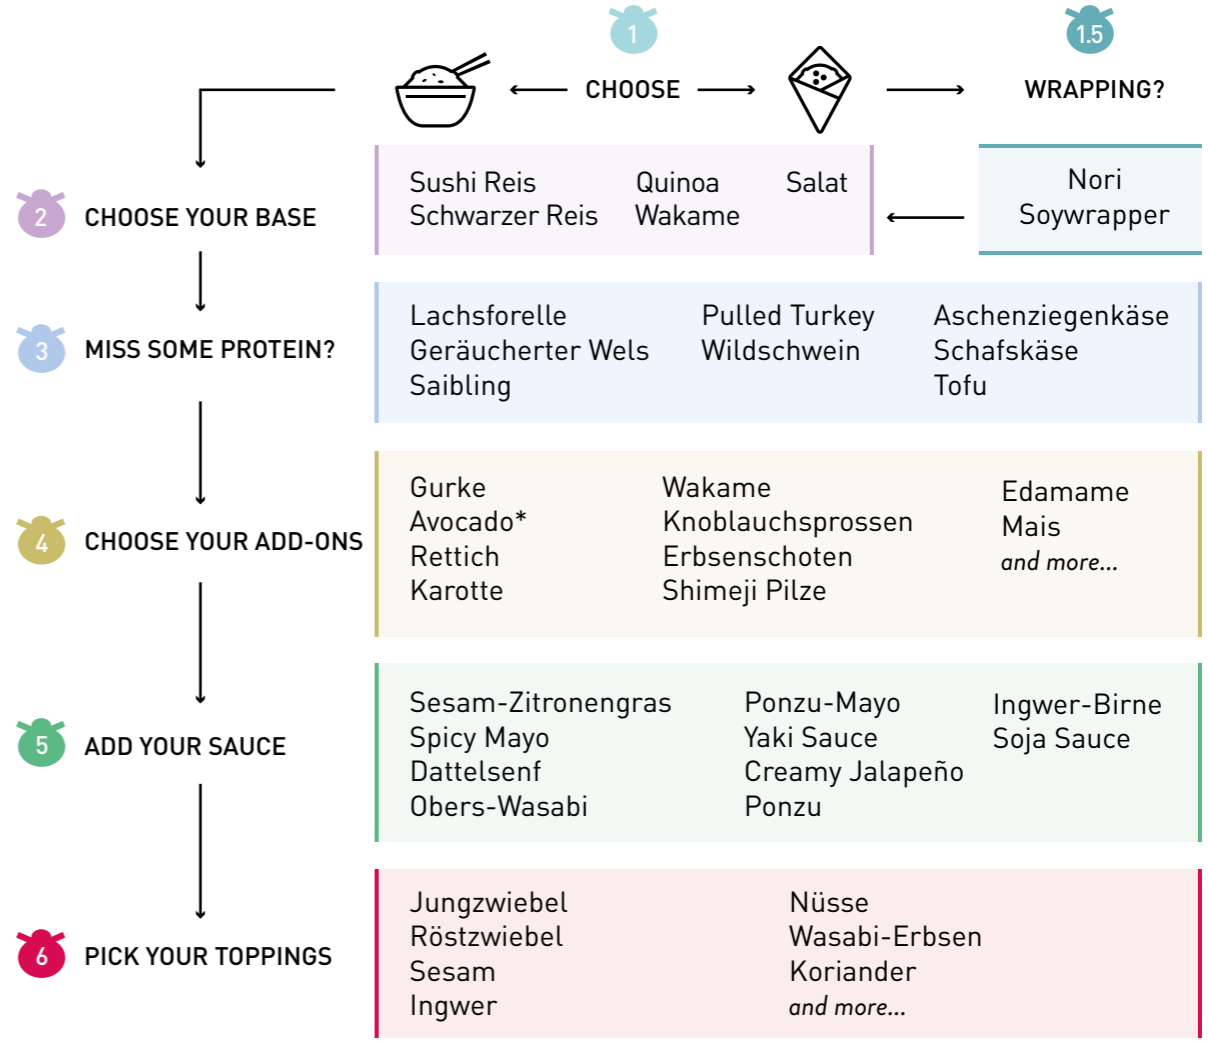 1
1.5
CHOOSE
WRAPPING?
2
CHOOSE YOUR BASE
Sushi Reis
Schwarzer Reis
Quinoa
Wakame
Salat
Nori
Soywrapper
3
MISS SOME PROTEIN?
Lachsforelle
Geräucherter Wels
Saibling
Pulled Turkey
Wildschwein
Aschenziegenkäse
Schafskäse
Tofu
4
CHOOSE YOUR ADD-ONS
Gurke
Avocado*
Rettich
Karotte
Wakame
Knoblauchsprossen
Erbsenschoten
Shimeji Pilze
Edamame
Mais
and more...
5
ADD YOUR SAUCE
Sesam-Zitronengras
Spicy Mayo
Dattelsenf
Obers-Wasabi
Ponzu-Mayo
Yaki Sauce
Creamy Jalapeño
Ponzu
Ingwer-Birne
Soja Sauce
6
PICK YOUR TOPPINGS
Jungzwiebel
Röstzwiebel
Sesam
Ingwer
Nüsse
Wasabi-Erbsen
Koriander
and more...